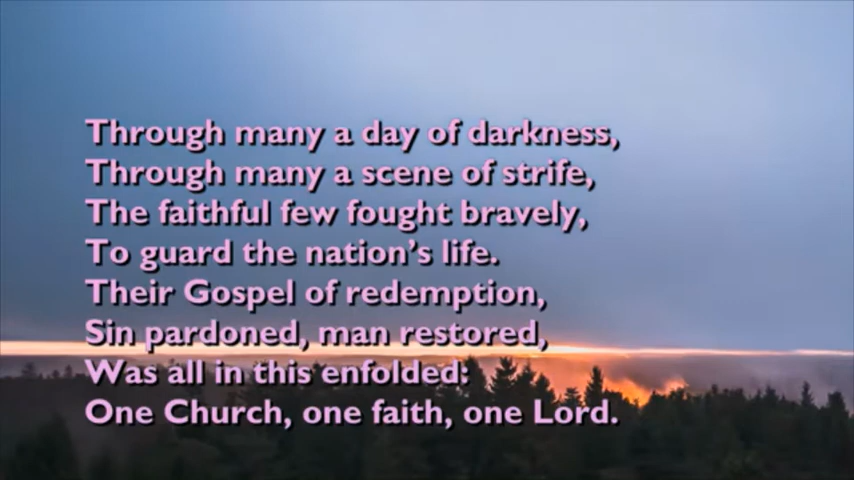 Through many a day of darkness,
Through many a scene of strife,
The faithful few fought bravely,
To guard the nation’s life.
Their Gospel of redemption,
Sin pardoned, man restored,
Was all in this enfolded:
One Church, one faith, one Lord.